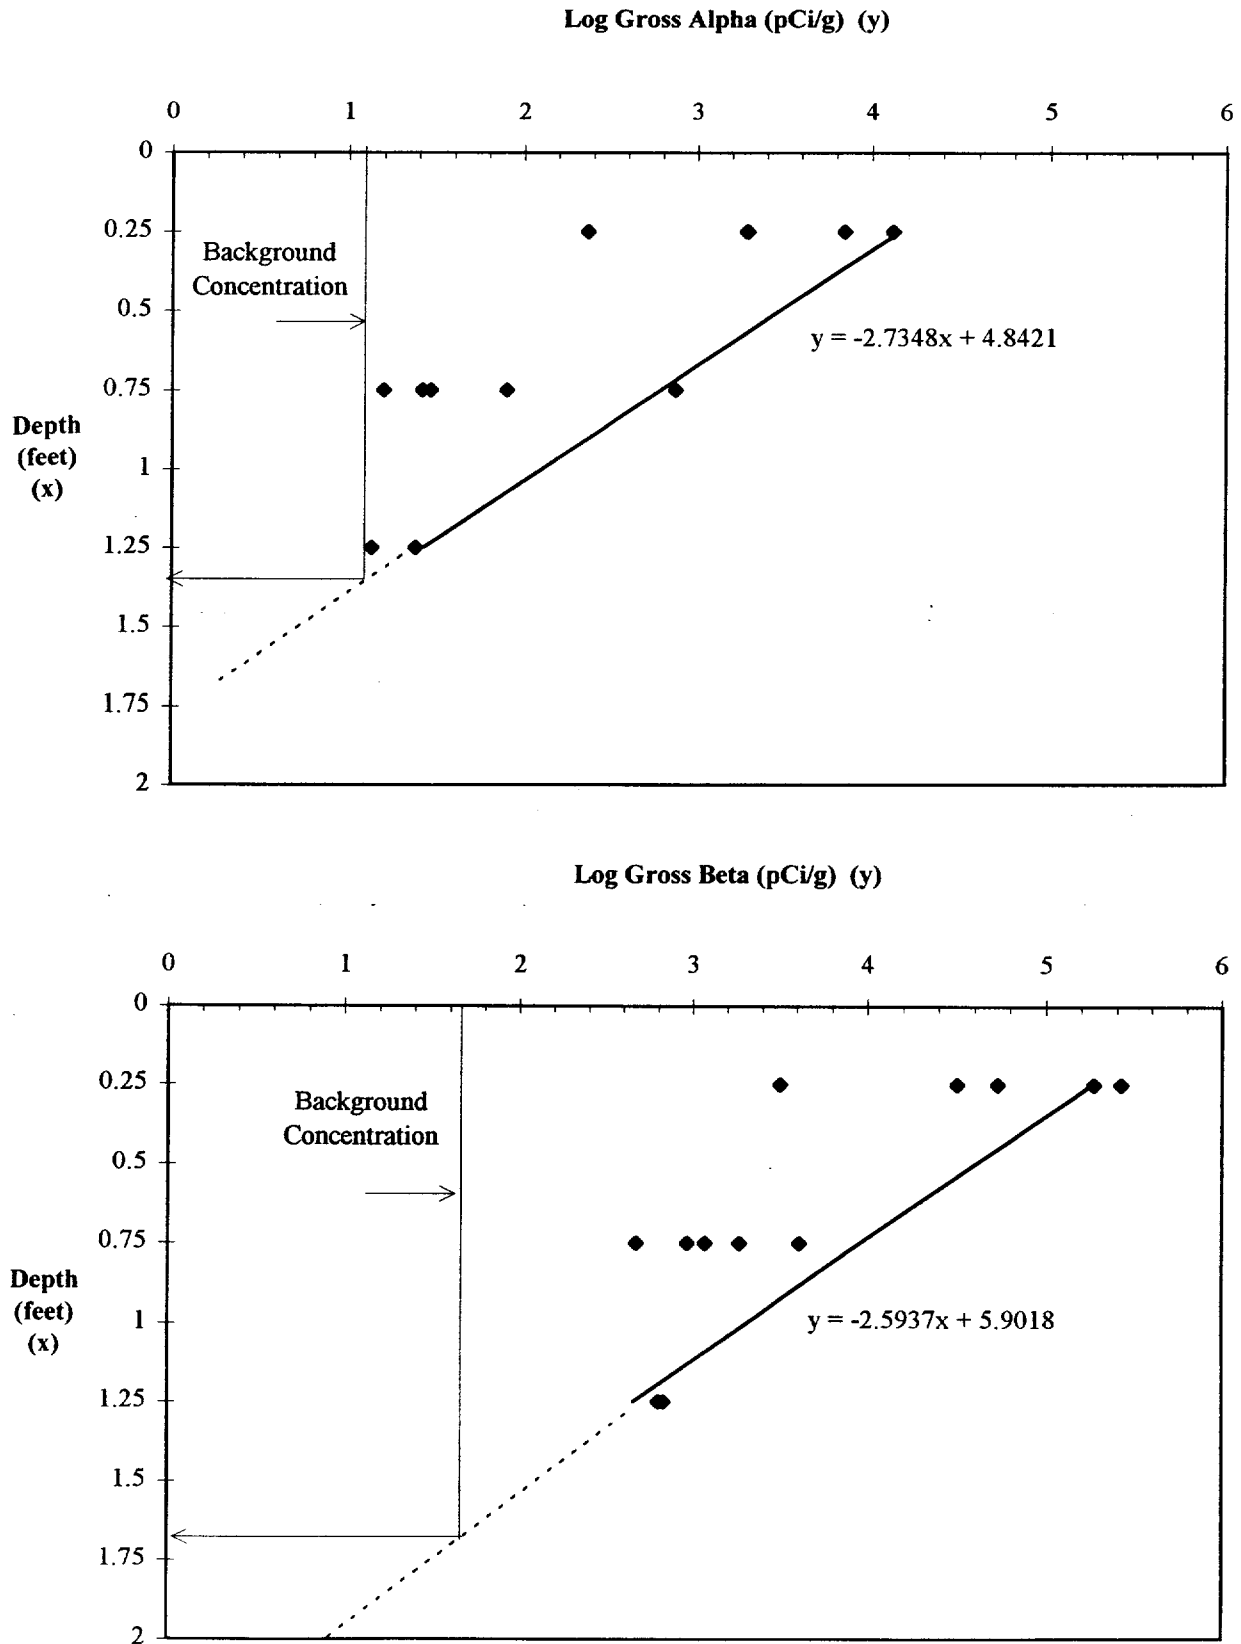 Log Gross Alpha (pCi/g) (y)
0 1 2 3 4 5 6
0
0.25
Background
Concentration
0.5
y = -2.7348x + 4.8421
0.75
Depth
(feet)
(x)
1
1.25
1.5
1.75
2
Log Gross Beta (pCi/g) (y)
0 1 2 3 4 5 6
0
0.25
Background
Concentration
0.5
0.75
Depth
(feet)
(x)
1
y = -2.5937x + 5.9018
1.25
1.5
1.75
2